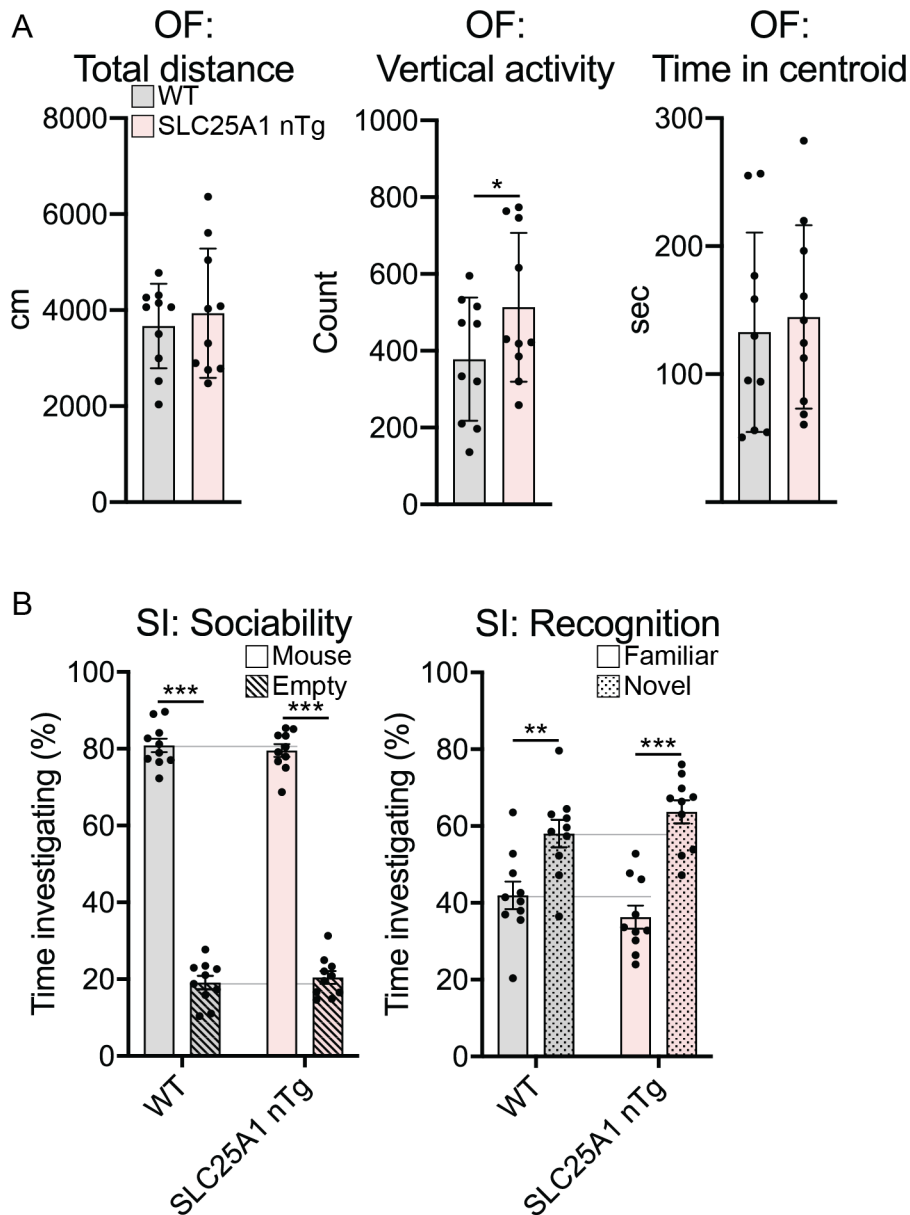 A
OF:
Total distance
WT
SLC25A1 nTg
8000
6000
4000
2000
0
cm
OF:
Vertical activity
1000
800
600
400
200
0
Count
*
OF:
Time in centroid
300
200
100
sec
B
SI: Sociability
Mouse
Empty
100
80
60
40
20
0
Time investigating (%)
***
***
WT
SLC25A1 nTg
SI: Recognition
Familiar
Novel
100
80
60
40
20
0
Time investigating (%)
**
***
WT
SLC25A1 nTg